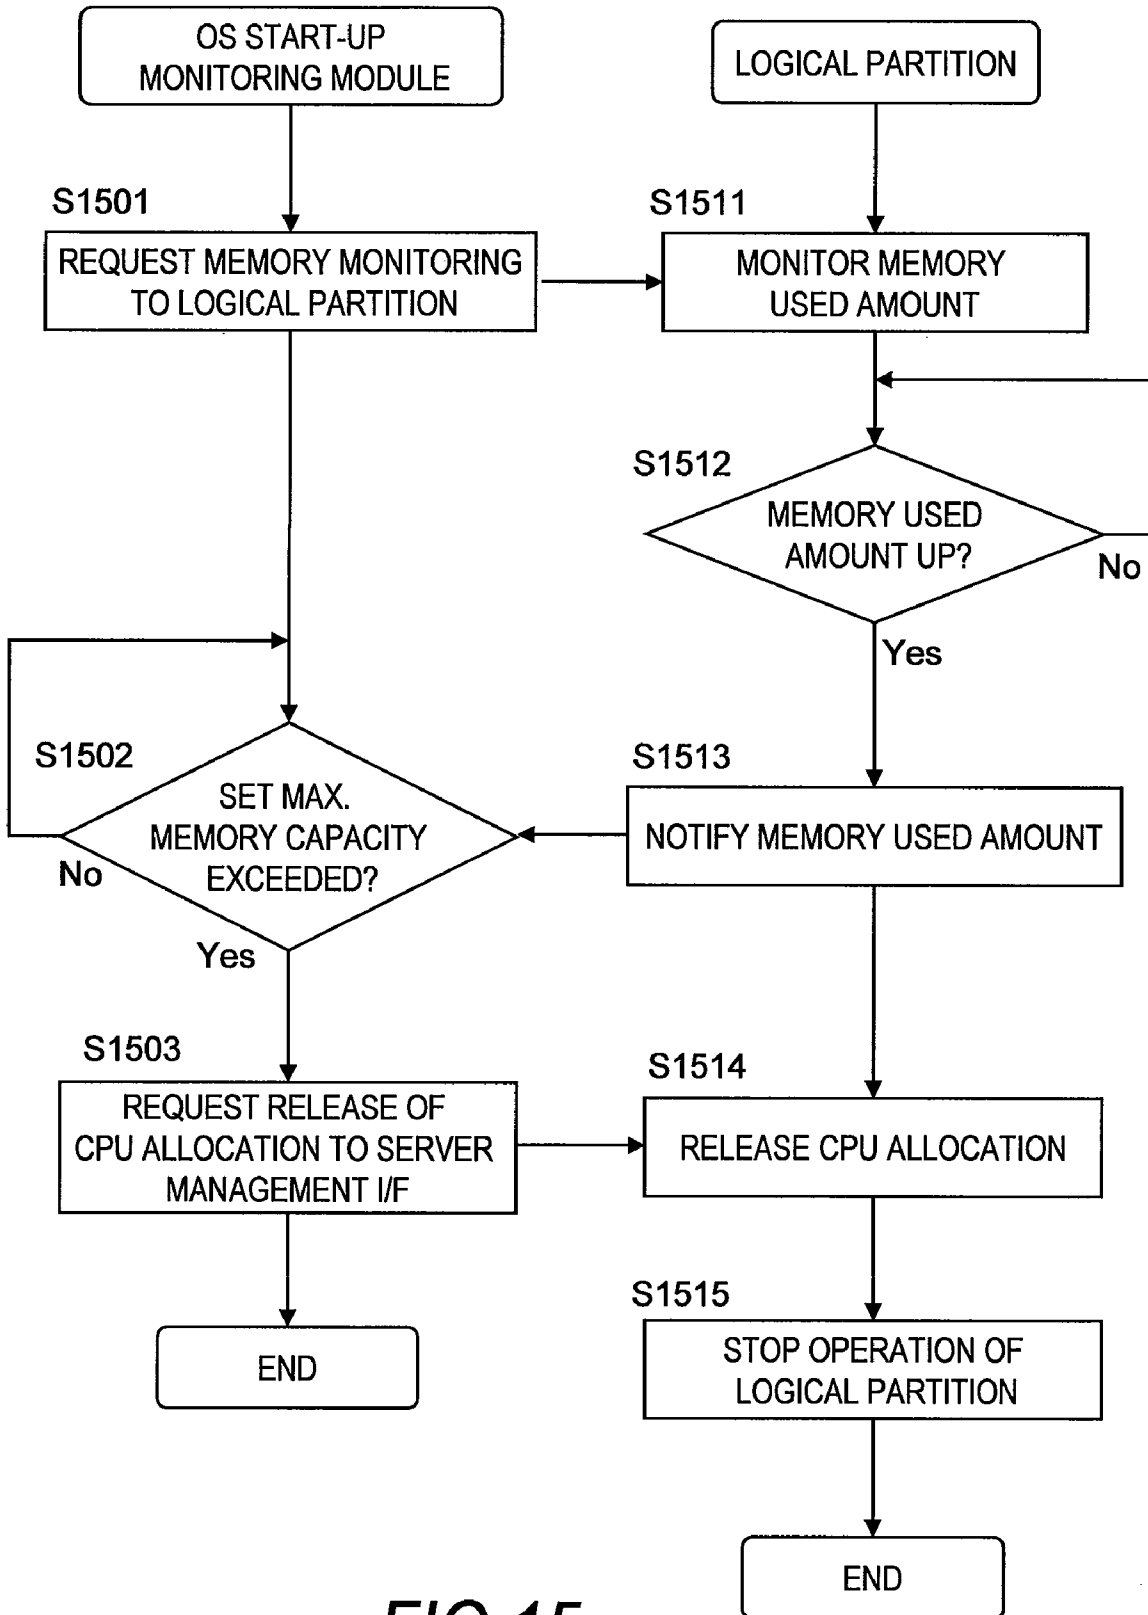 OS START-UP
MONITORING MODULE
LOGICAL PARTITION
S1501
REQUEST MEMORY MONITORING
TO LOGICAL PARTITION
S1511
MONITOR MEMORY
USED AMOUNT
S1512
MEMORY USED
AMOUNT UP?
No
Yes
S1502
SET MAX.
MEMORY CAPACITY
EXCEEDED?
No
Yes
S1513
NOTIFY MEMORY USED AMOUNT
S1503
REQUEST RELEASE OF
CPU ALLOCATION TO SERVER
MANAGEMENT I/F
S1514
RELEASE CPU ALLOCATION
S1515
STOP OPERATION OF
LOGICAL PARTITION
END
END
FIG.15